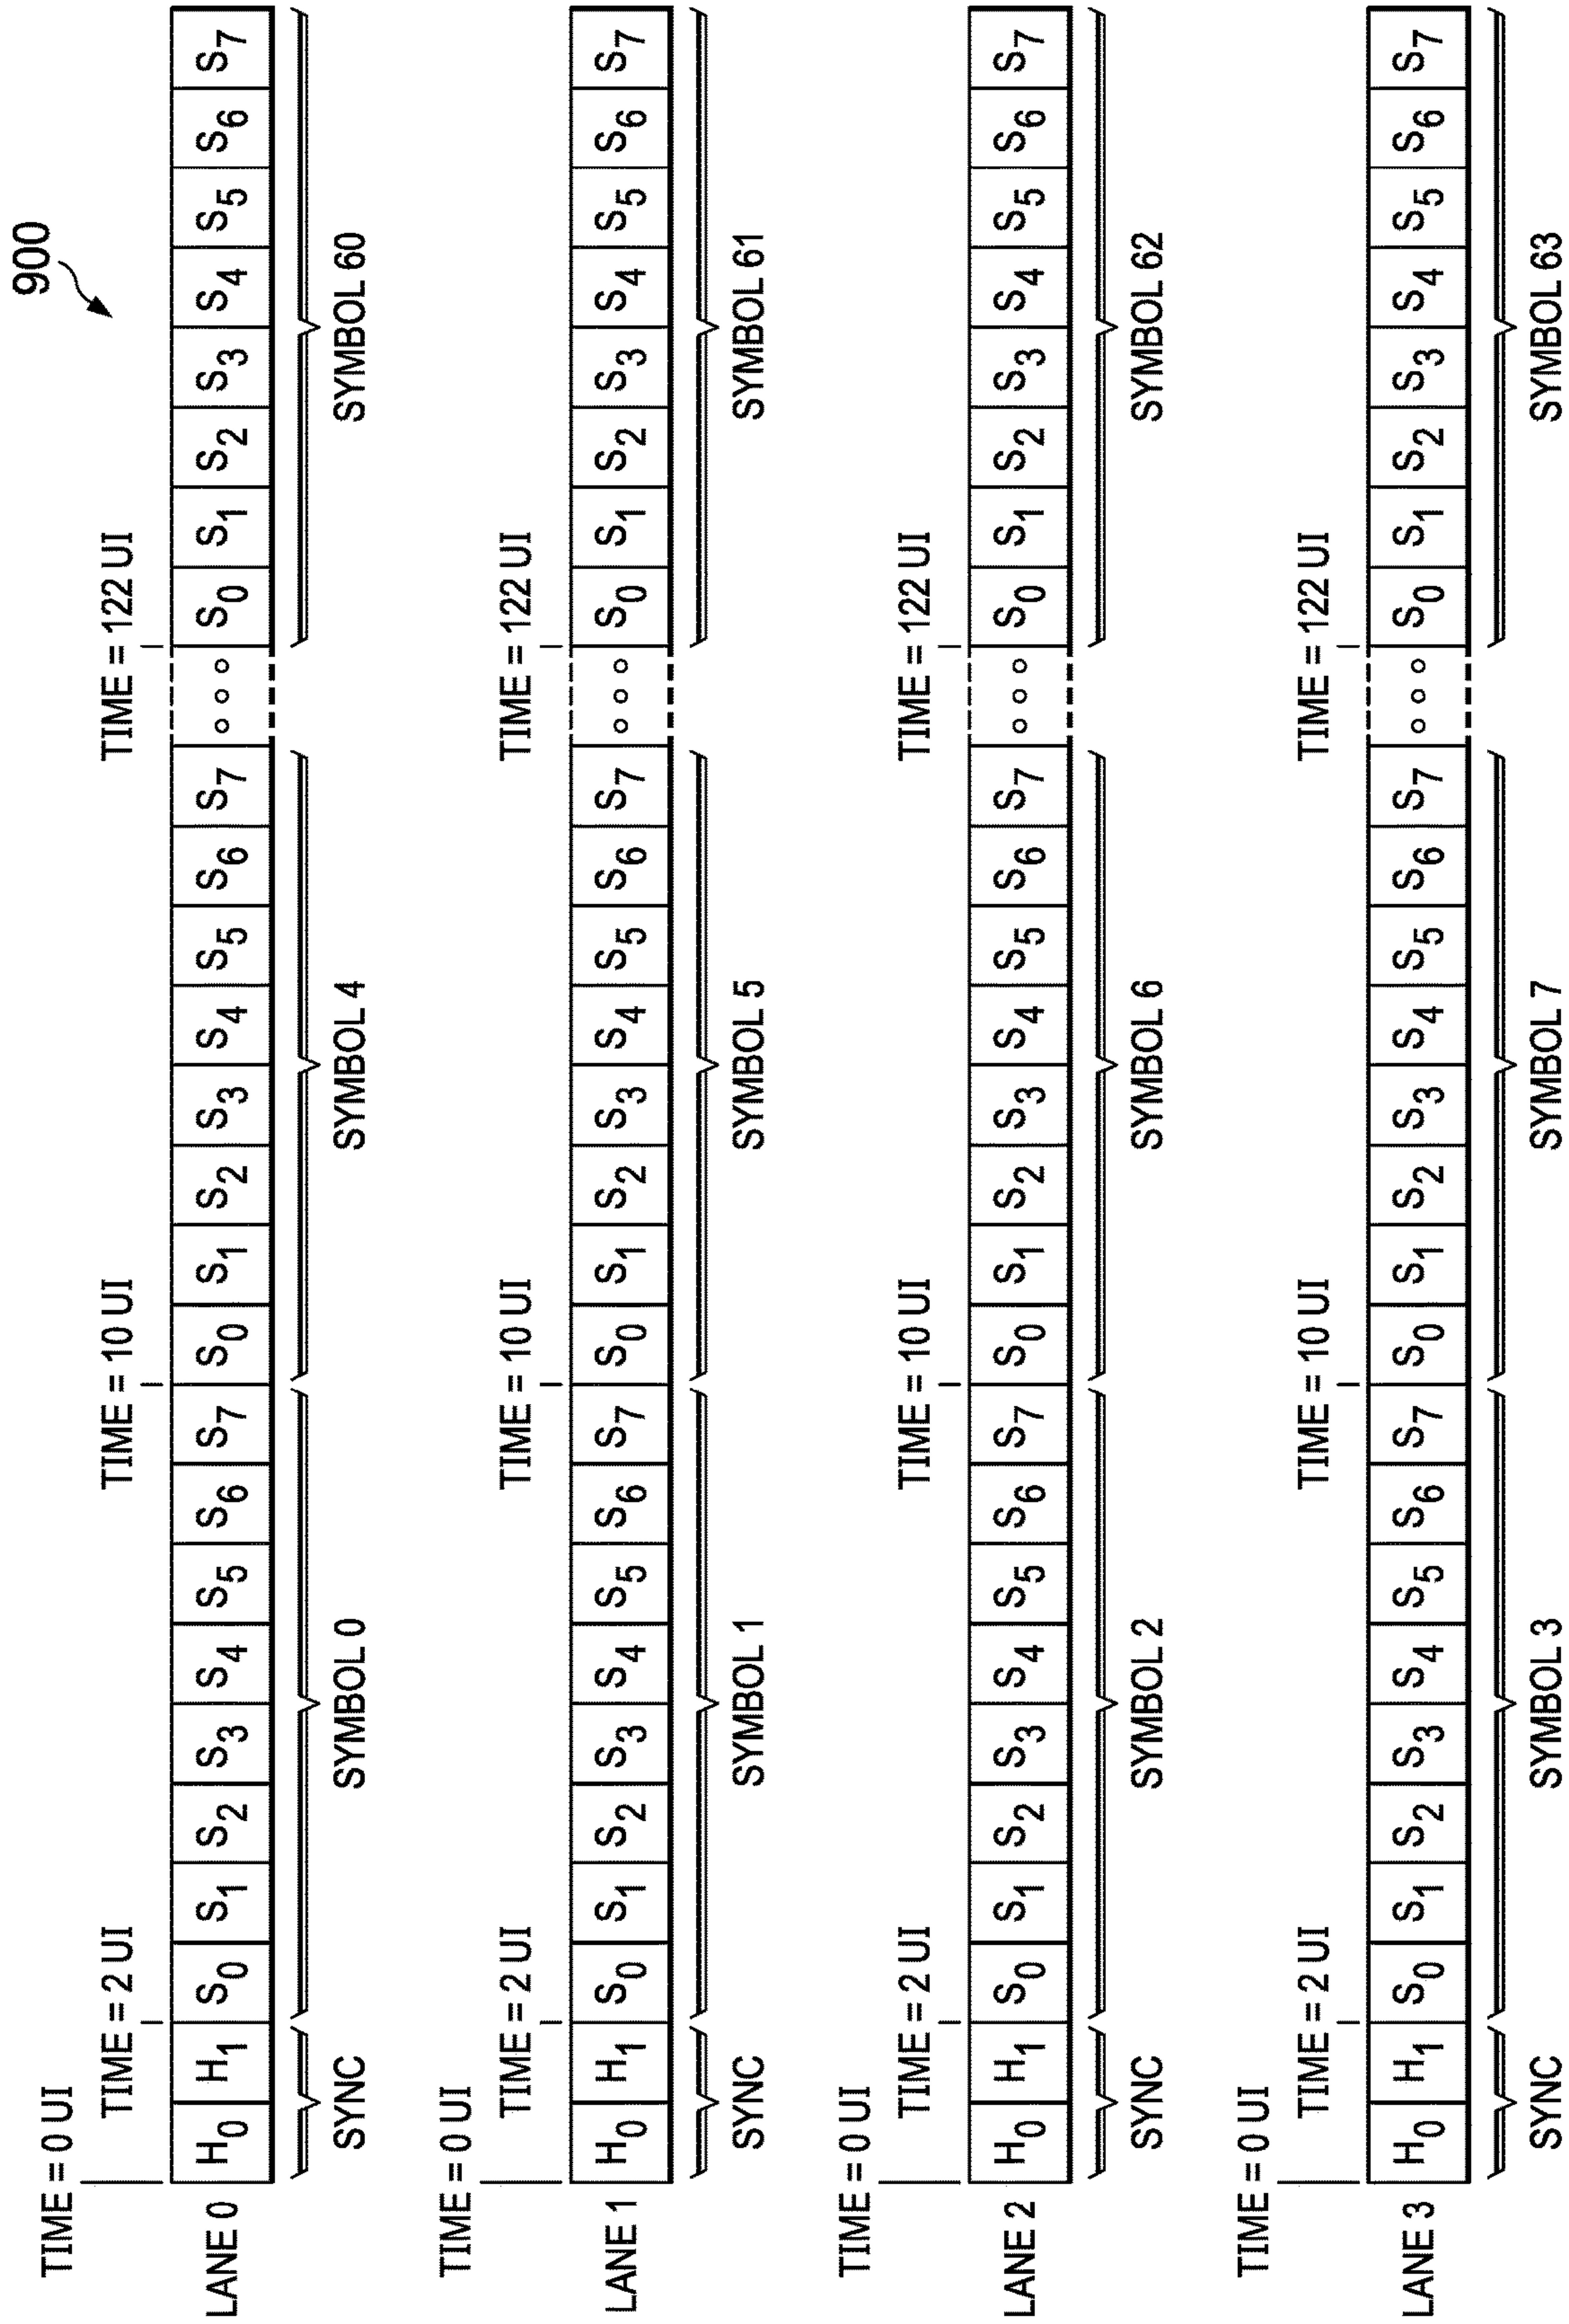 900
TIME = 0 UI
TIME = 2 UI TIME = 10 UI TIME = 122 UI
LANE 0 H0 H1 S0 S1 S2 S3 S4 S5 S6 S7 S0 S1 S2 S3 S4 S5 S6 S7 S0 S1 S2 S3 S4 S5 S6 S7
SYNC SYMBOL 0 SYMBOL 4 SYMBOL 60
TIME = 0 UI
TIME = 2 UI TIME = 10 UI TIME = 122 UI
LANE 1 H0 H1 S0 S1 S2 S3 S4 S5 S6 S7 S0 S1 S2 S3 S4 S5 S6 S7 S0 S1 S2 S3 S4 S5 S6 S7
SYNC SYMBOL 1 SYMBOL 5 SYMBOL 61
TIME = 0 UI
TIME = 2 UI TIME = 10 UI TIME = 122 UI
LANE 2 H0 H1 S0 S1 S2 S3 S4 S5 S6 S7 S0 S1 S2 S3 S4 S5 S6 S7 S0 S1 S2 S3 S4 S5 S6 S7
SYNC SYMBOL 2 SYMBOL 6 SYMBOL 62
TIME = 0 UI
TIME = 2 UI TIME = 10 UI TIME = 122 UI
LANE 3 H0 H1 S0 S1 S2 S3 S4 S5 S6 S7 S0 S1 S2 S3 S4 S5 S6 S7 S0 S1 S2 S3 S4 S5 S6 S7
SYNC SYMBOL 3 SYMBOL 7 SYMBOL 63